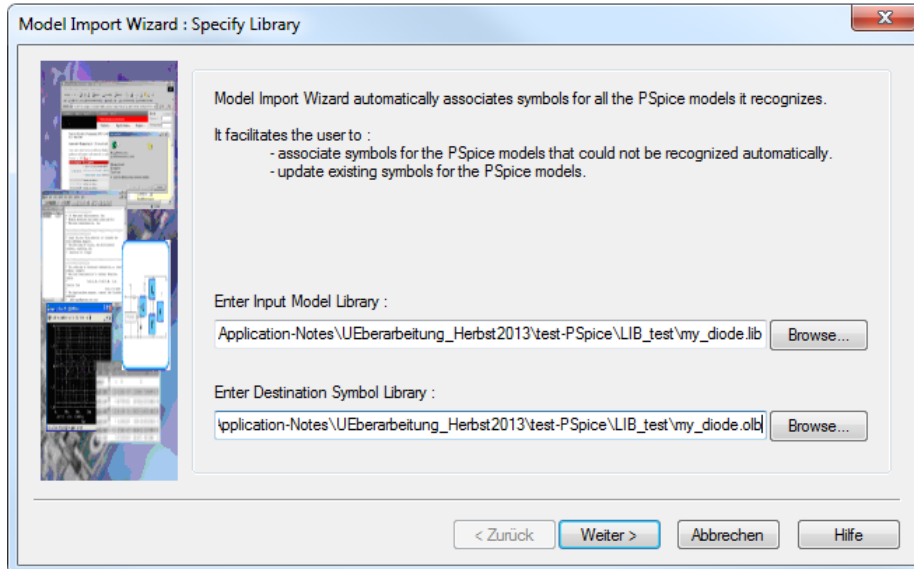 Model Import Wizard : Specify Library
Model Import Wizard automatically associates symbols for all the PSpice models it recognizes.
It facilitates the user to :
- associate symbols for the PSpice models that could not be recognized automatically.
- update existing symbols for the PSpice models.
Enter Input Model Library :
Application-Notes\UEberarbeitung_Herbst2013\test-PSpice\LIB_test\my_diode.lib
Browse...
Enter Destination Symbol Library :
\pplication-Notes\UEberarbeitung_Herbst2013\test-PSpice\LIB_test\my_diode.olb
Browse...
< Zurück
Weiter >
Abbrechen
Hilfe